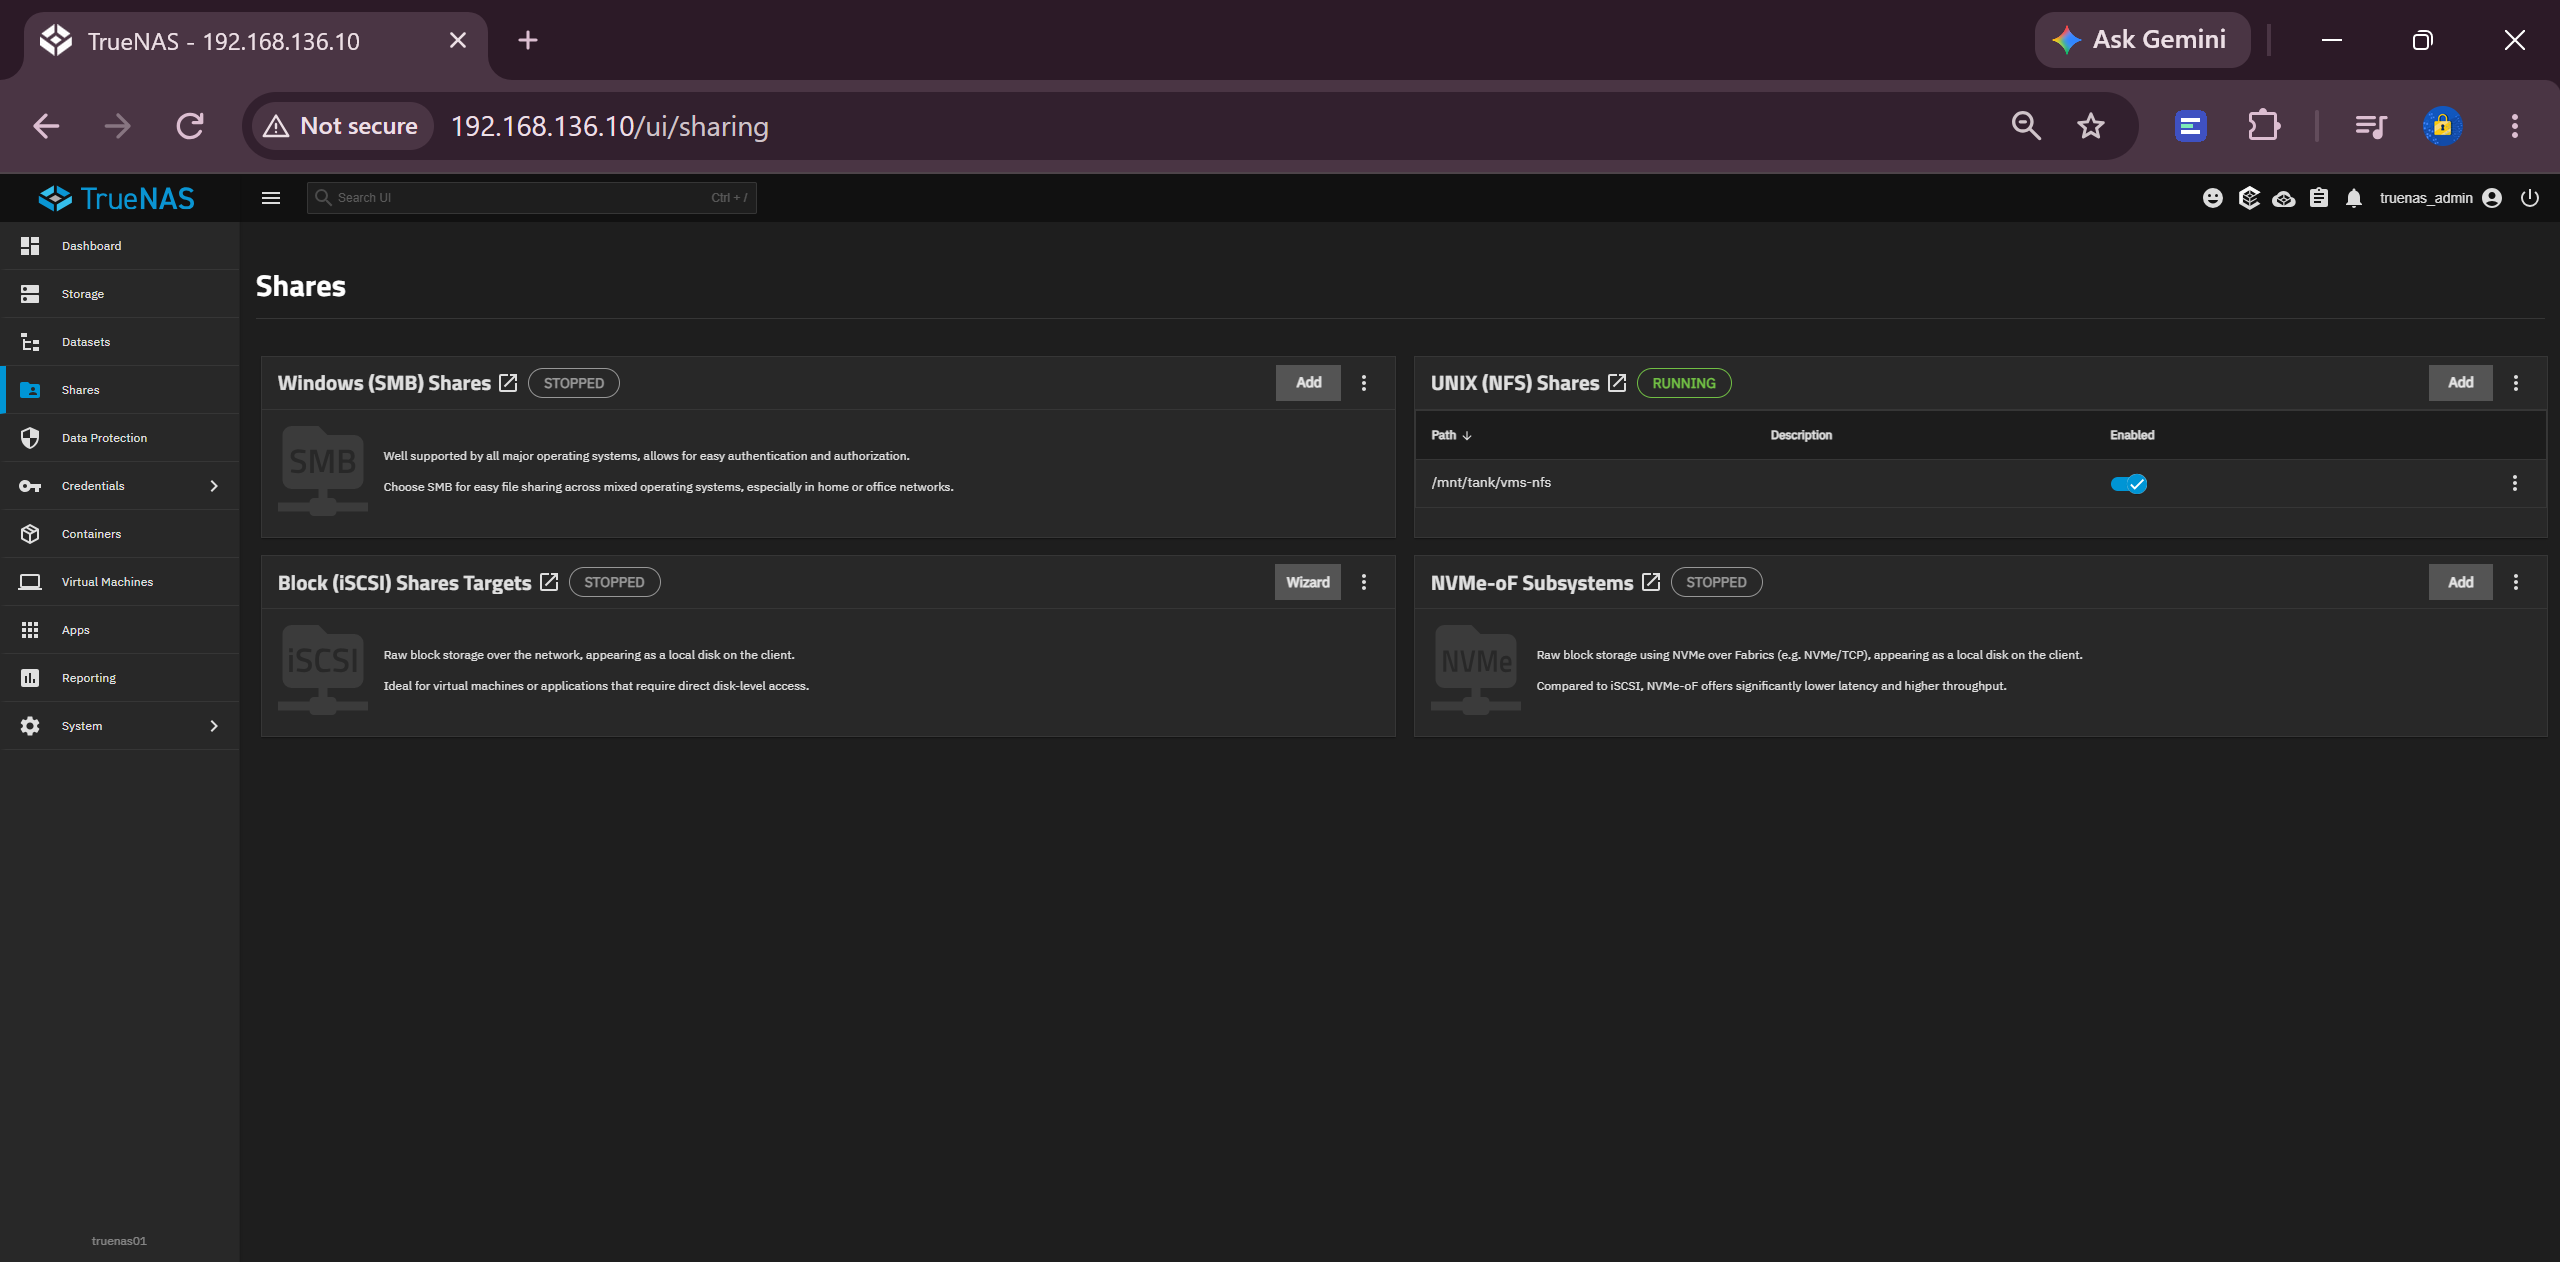 TrueNAS - 192.168.136.10
Ask Gemini
Not secure
192.168.136.10/ui/sharing
TrueNAS
Search UI
Ctrl + /
truenas_admin
Dashboard
Storage
Datasets
Shares
Data Protection
Credentials
Containers
Virtual Machines
Apps
Reporting
System
truenas01
Shares
Windows (SMB) Shares
STOPPED
Add
SMB
Well supported by all major operating systems, allows for easy authentication and authorization.
Choose SMB for easy file sharing across mixed operating systems, especially in home or office networks.
UNIX (NFS) Shares
RUNNING
Add
Path
Description
Enabled
/mnt/tank/vms-nfs
Block (iSCSI) Shares Targets
STOPPED
Wizard
iSCSI
Raw block storage over the network, appearing as a local disk on the client.
Ideal for virtual machines or applications that require direct disk-level access.
NVMe-oF Subsystems
STOPPED
Add
NVMe
Raw block storage using NVMe over Fabrics (e.g. NVMe/TCP), appearing as a local disk on the client.
Compared to iSCSI, NVMe-oF offers significantly lower latency and higher throughput.